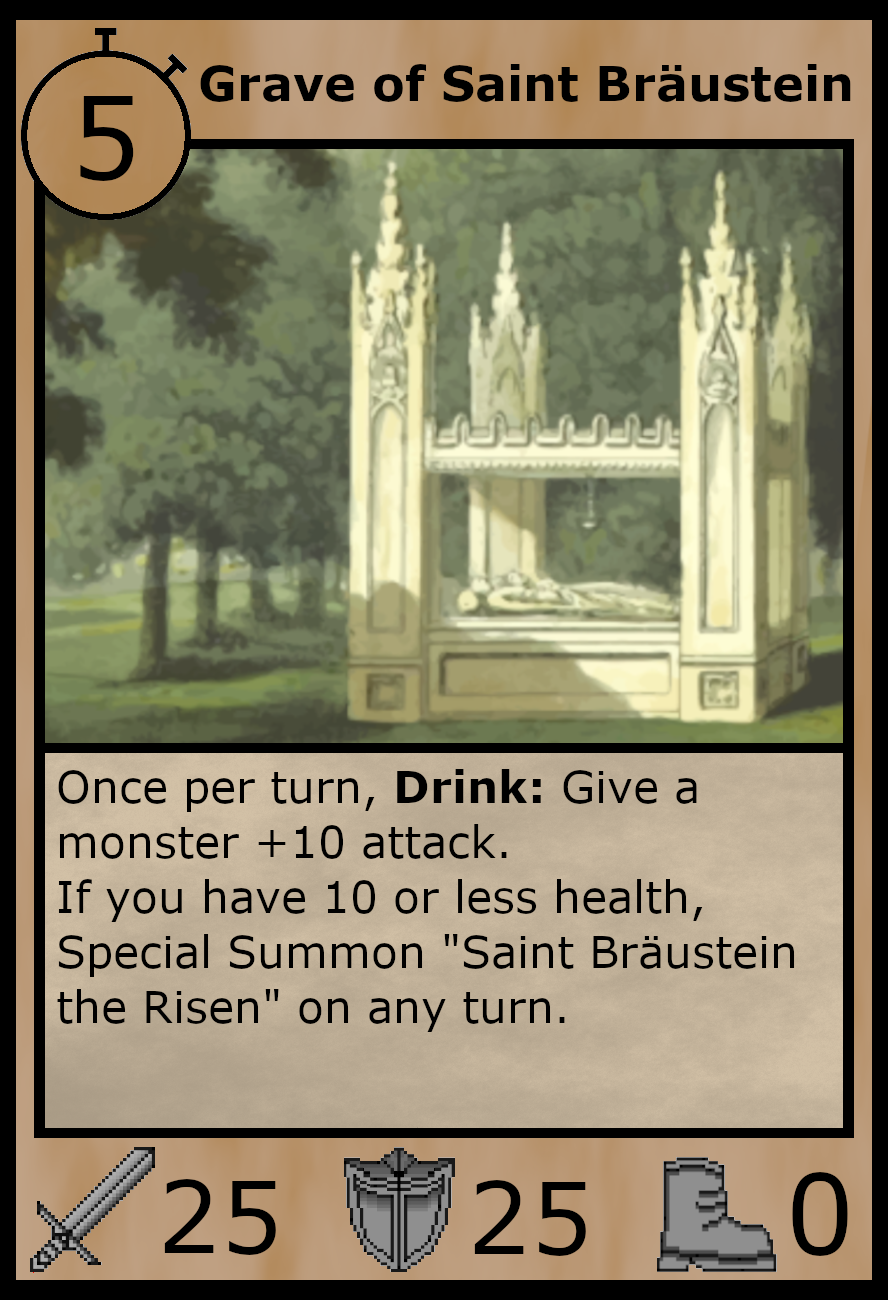 5
Grave of Saint Bräustein
Once per turn, Drink: Give a
monster +10 attack.
If you have 10 or less health,
Special Summon "Saint Bräustein
the Risen" on any turn.
25 25 0